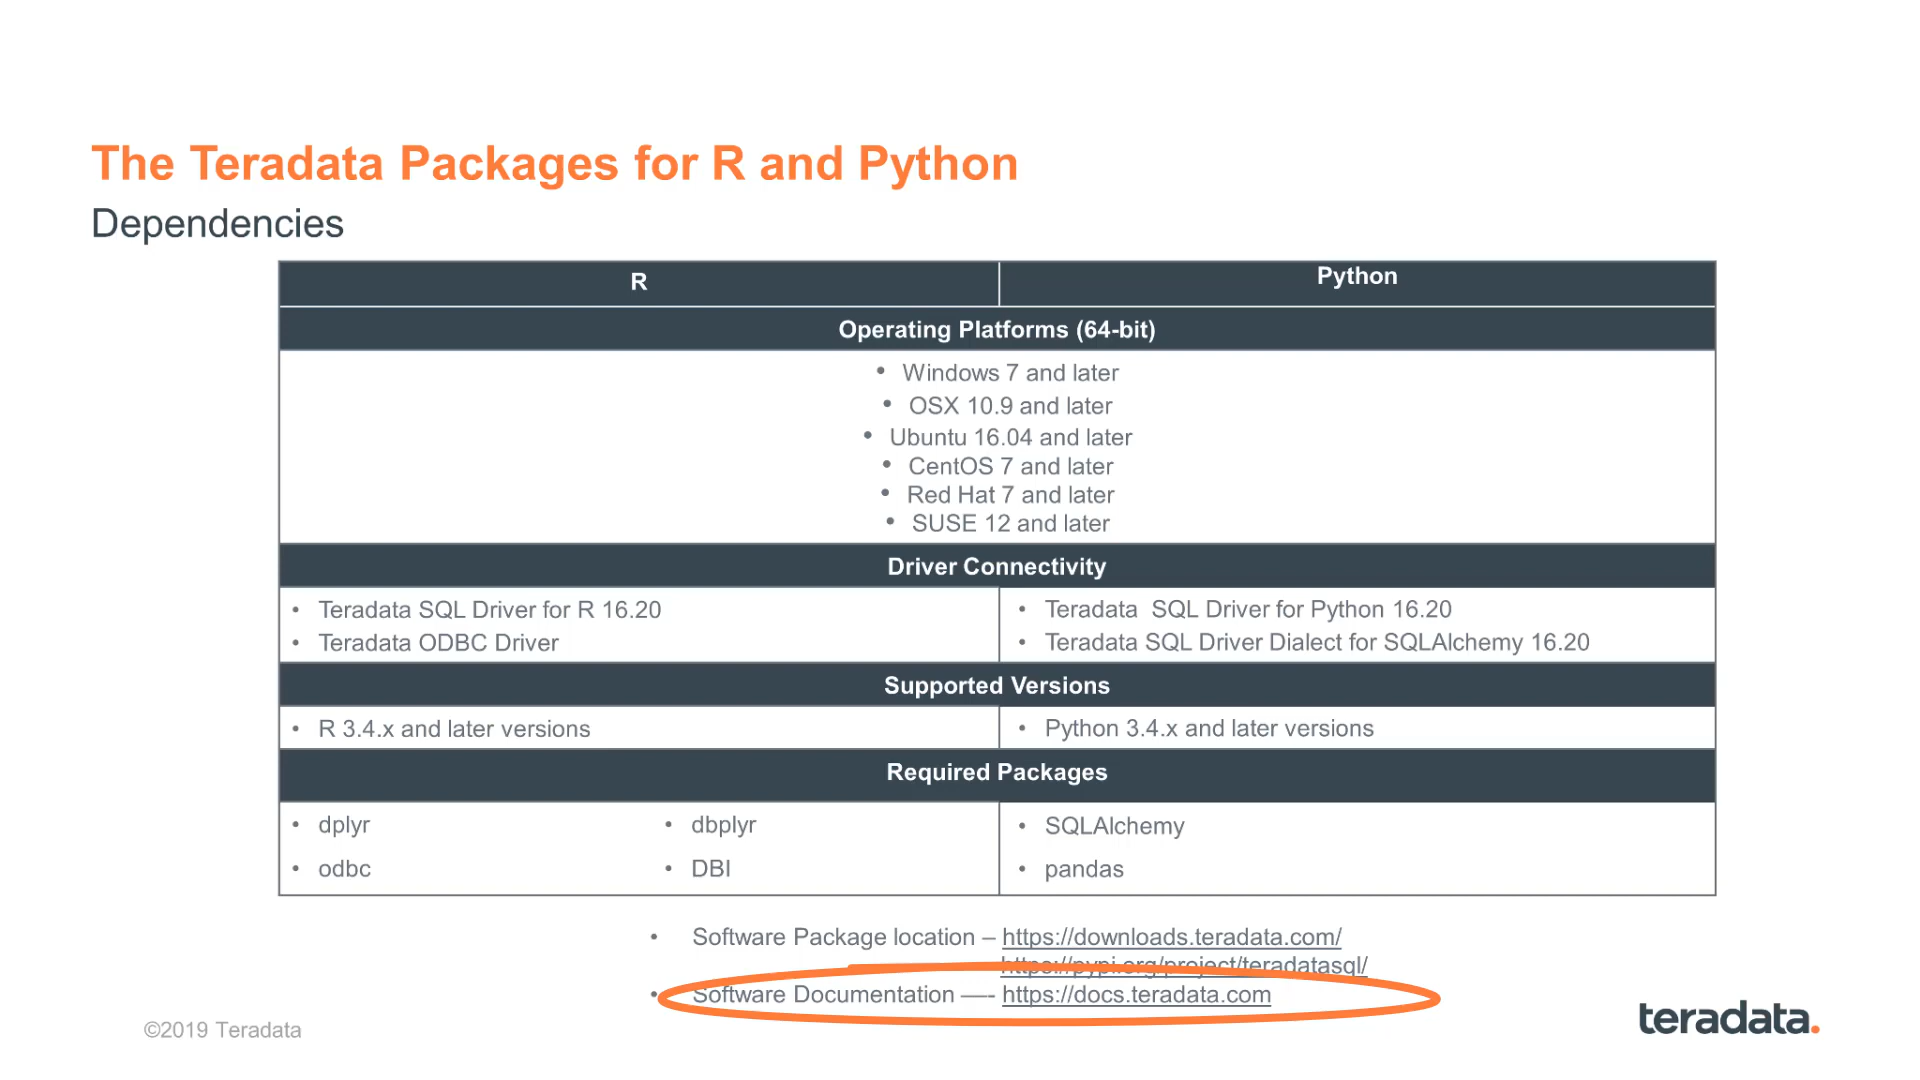 The Teradata Packages for R and Python
Dependencies
R Python
Operating Platforms (64-bit)
• Windows 7 and later
• OSX 10.9 and later
• Ubuntu 16.04 and later
• CentOS 7 and later
• Red Hat 7 and later
• SUSE 12 and later
Driver Connectivity
• Teradata SQL Driver for R 16.20
• Teradata ODBC Driver
• Teradata SQL Driver for Python 16.20
• Teradata SQL Driver Dialect for SQLAlchemy 16.20
Supported Versions
• R 3.4.x and later versions
• Python 3.4.x and later versions
Required Packages
• dplyr • dbplyr
• odbc • DBI
• SQLAlchemy
• pandas
• Software Package location – https://downloads.teradata.com/
https://pypi.org/project/teradatasql/
• Software Documentation —- https://docs.teradata.com
©2019 Teradata
teradata.